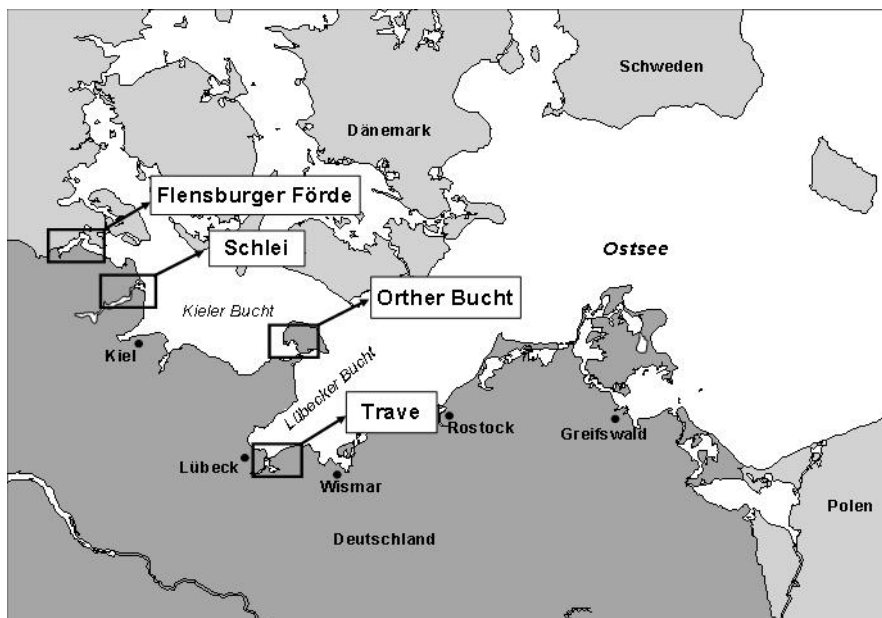 Schweden
Dänemark
Flensburger Förde
Schlei
Ostsee
Orther Bucht
Kieler Bucht
Kiel
Lübecker Bucht
Trave
Rostock
Greifswald
Lübeck
Wismar
Polen
Deutschland